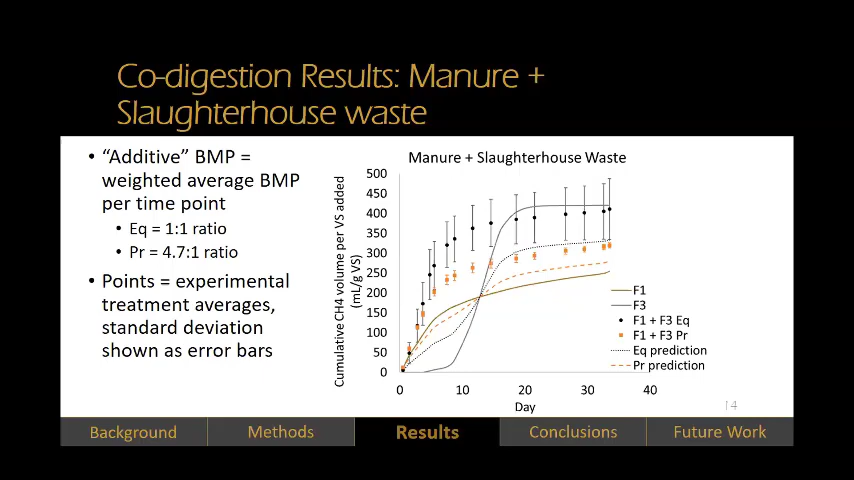 Co-digestion Results: Manure +
Slaughterhouse waste
• "Additive" BMP =
weighted average BMP
per time point
• Eq = 1:1 ratio
• Pr = 4.7:1 ratio
• Points = experimental
treatment averages,
standard deviation
shown as error bars
Manure + Slaughterhouse Waste
Cumulative CH4 volume per VS added
(mL/g VS)
500
450
400
350
300
250
200
150
100
50
0
0 10 20 30 40
Day
F1
F3
F1 + F3 Eq
F1 + F3 Pr
Eq prediction
Pr prediction
14
Background Methods Results Conclusions Future Work